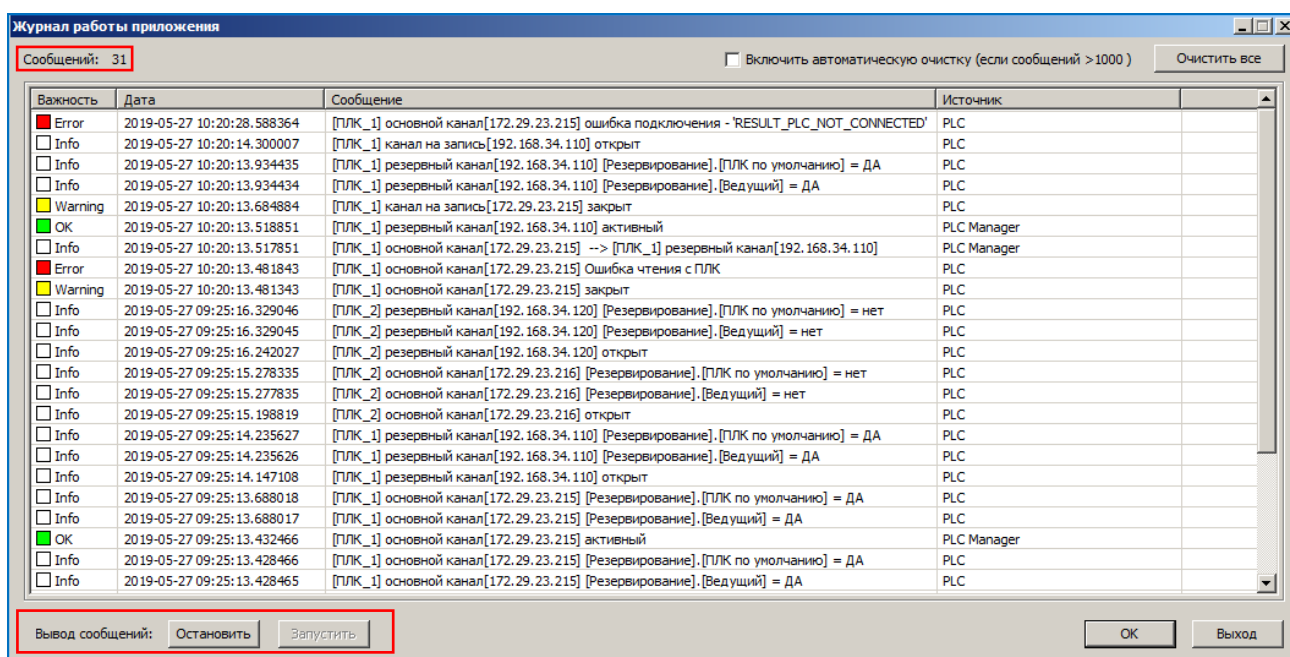 Журнал работы приложения
Сообщений: 31 Включить автоматическую очистку (если сообщений >1000 ) Очистить все
Важность Дата Сообщение Источник
Error 2019-05-27 10:20:28.588364 [ПЛК_1] основной канал[172.29.23.215] ошибка подключения - 'RESULT_PLC_NOT_CONNECTED' PLC
Info 2019-05-27 10:20:14.300007 [ПЛК_1] канал на запись[192.168.34.110] открыт PLC
Info 2019-05-27 10:20:13.934435 [ПЛК_1] резервный канал[192.168.34.110] [Резервирование].[ПЛК по умолчанию] = ДА PLC
Info 2019-05-27 10:20:13.934434 [ПЛК_1] резервный канал[192.168.34.110] [Резервирование].[Ведущий] = ДА PLC
Warning 2019-05-27 10:20:13.684884 [ПЛК_1] канал на запись[172.29.23.215] закрыт PLC
OK 2019-05-27 10:20:13.518851 [ПЛК_1] резервный канал[192.168.34.110] активный PLC Manager
Info 2019-05-27 10:20:13.517851 [ПЛК_1] основной канал[172.29.23.215] --> [ПЛК_1] резервный канал[192.168.34.110] PLC Manager
Error 2019-05-27 10:20:13.481843 [ПЛК_1] основной канал[172.29.23.215] Ошибка чтения с ПЛК PLC
Warning 2019-05-27 10:20:13.481343 [ПЛК_1] основной канал[172.29.23.215] закрыт PLC
Info 2019-05-27 09:25:16.329046 [ПЛК_2] резервный канал[192.168.34.120] [Резервирование].[ПЛК по умолчанию] = нет PLC
Info 2019-05-27 09:25:16.329045 [ПЛК_2] резервный канал[192.168.34.120] [Резервирование].[Ведущий] = нет PLC
Info 2019-05-27 09:25:16.242027 [ПЛК_2] резервный канал[192.168.34.120] открыт PLC
Info 2019-05-27 09:25:15.278335 [ПЛК_2] основной канал[172.29.23.216] [Резервирование].[ПЛК по умолчанию] = нет PLC
Info 2019-05-27 09:25:15.277835 [ПЛК_2] основной канал[172.29.23.216] [Резервирование].[Ведущий] = нет PLC
Info 2019-05-27 09:25:15.198819 [ПЛК_2] основной канал[172.29.23.216] открыт PLC
Info 2019-05-27 09:25:14.235627 [ПЛК_1] резервный канал[192.168.34.110] [Резервирование].[ПЛК по умолчанию] = ДА PLC
Info 2019-05-27 09:25:14.235626 [ПЛК_1] резервный канал[192.168.34.110] [Резервирование].[Ведущий] = ДА PLC
Info 2019-05-27 09:25:14.147108 [ПЛК_1] резервный канал[192.168.34.110] открыт PLC
Info 2019-05-27 09:25:13.688018 [ПЛК_1] основной канал[172.29.23.215] [Резервирование].[ПЛК по умолчанию] = ДА PLC
Info 2019-05-27 09:25:13.688017 [ПЛК_1] основной канал[172.29.23.215] [Резервирование].[Ведущий] = ДА PLC
OK 2019-05-27 09:25:13.432466 [ПЛК_1] основной канал[172.29.23.215] активный PLC Manager
Info 2019-05-27 09:25:13.428466 [ПЛК_1] основной канал[172.29.23.215] [Резервирование].[ПЛК по умолчанию] = ДА PLC
Info 2019-05-27 09:25:13.428465 [ПЛК_1] основной канал[172.29.23.215] [Резервирование].[Ведущий] = ДА PLC
Вывод сообщений: Остановить Запустить OK Выход